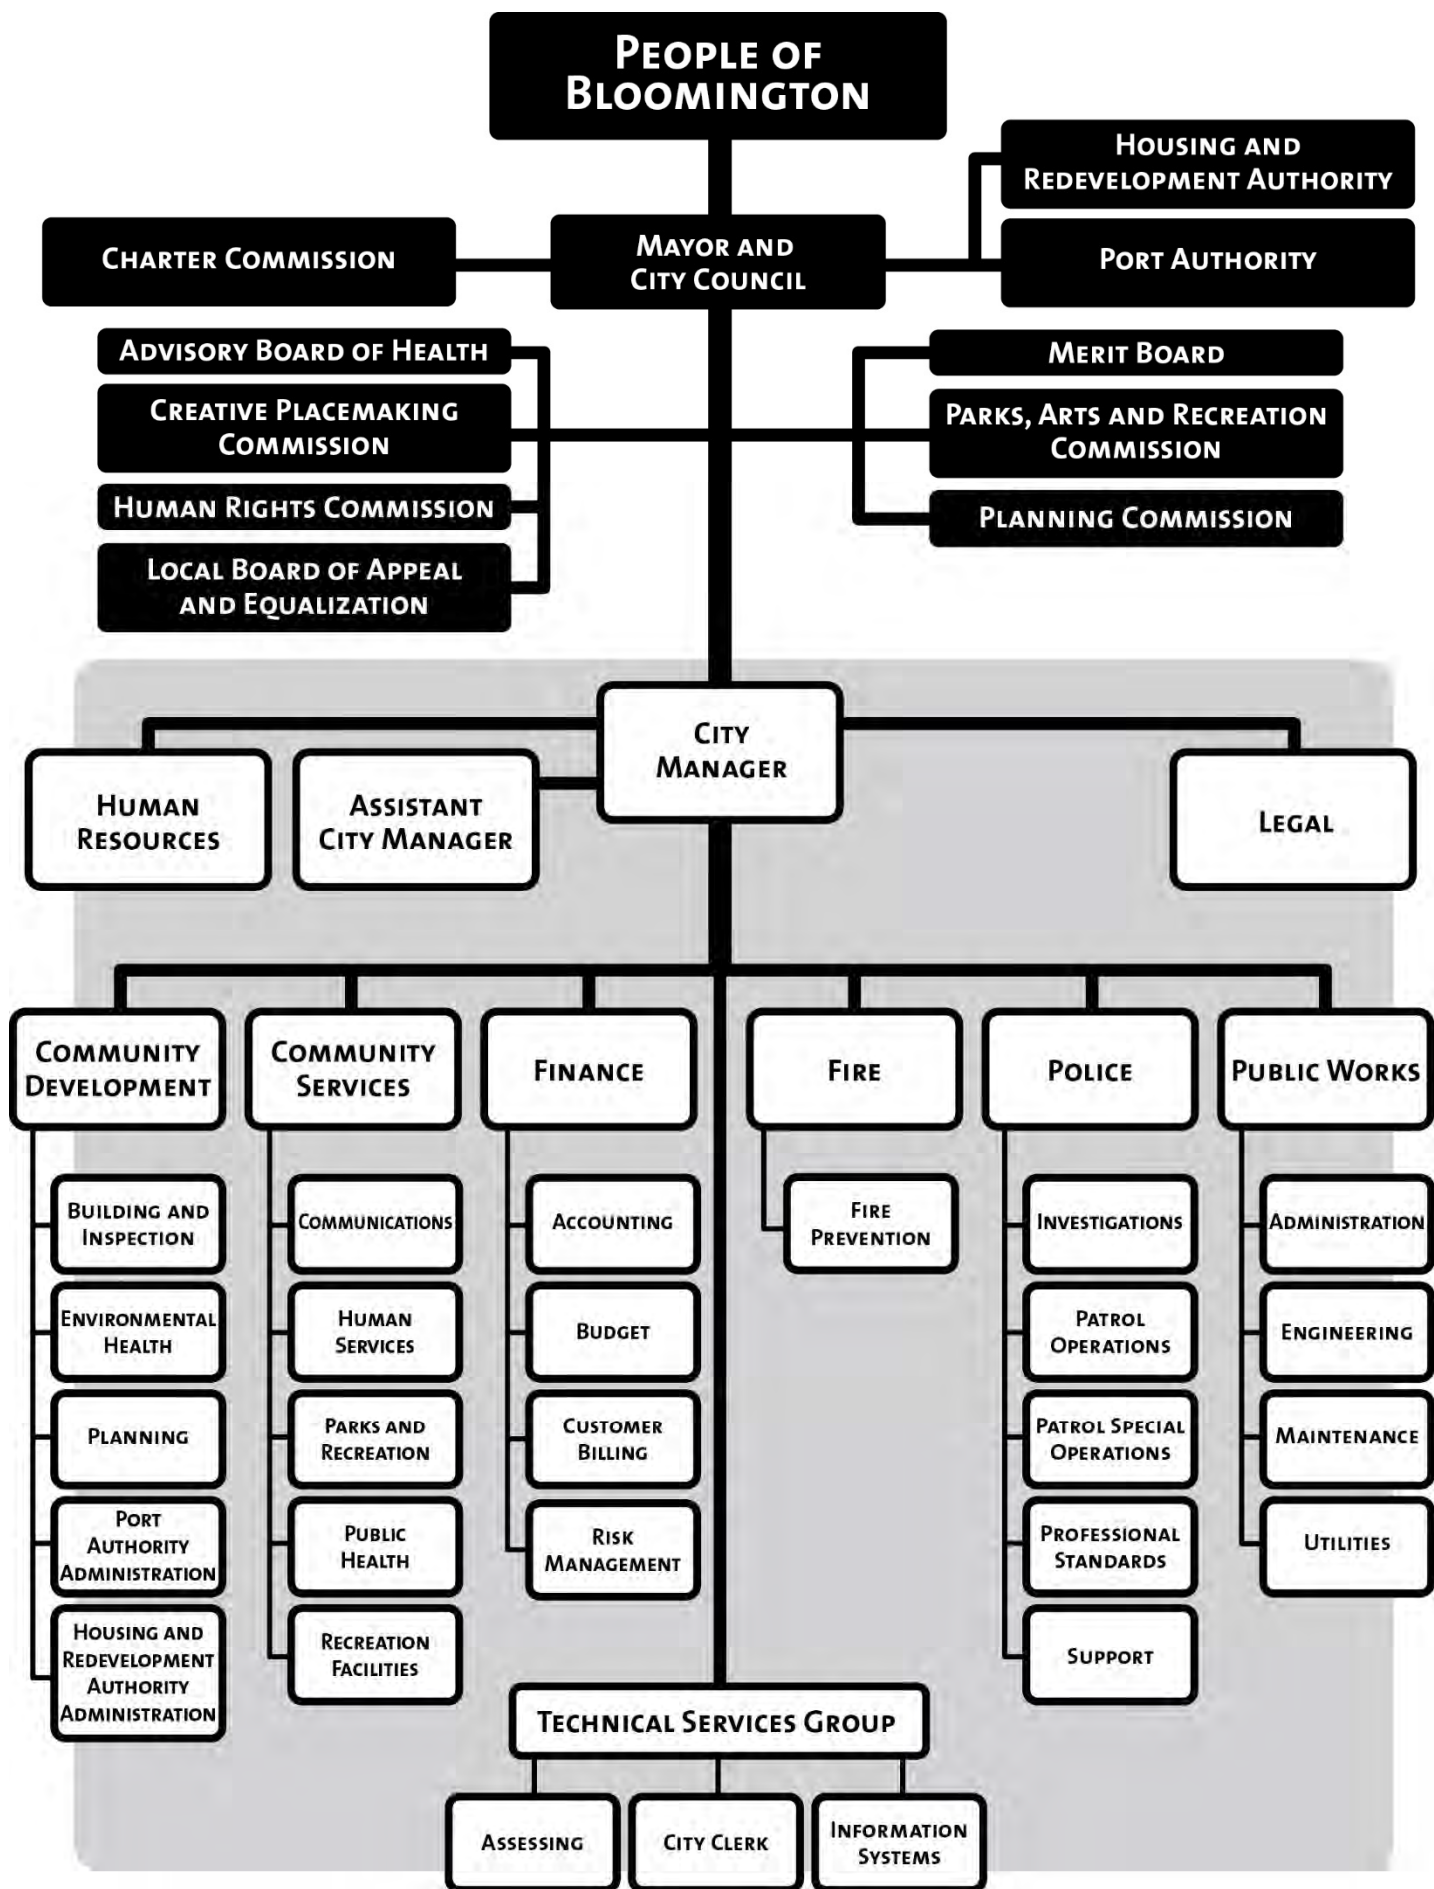 PEOPLE OF
BLOOMINGTON
HOUSING AND
REDEVELOPMENT AUTHORITY
CHARTER COMMISSION
MAYOR AND
CITY COUNCIL
PORT AUTHORITY
ADVISORY BOARD OF HEALTH
CREATIVE PLACEMAKING
COMMISSION
HUMAN RIGHTS COMMISSION
LOCAL BOARD OF APPEAL
AND EQUALIZATION
MERIT BOARD
PARKS, ARTS AND RECREATION
COMMISSION
PLANNING COMMISSION
CITY
MANAGER
HUMAN
RESOURCES
ASSISTANT
CITY MANAGER
LEGAL
COMMUNITY
DEVELOPMENT
COMMUNITY
SERVICES
FINANCE
FIRE
POLICE
PUBLIC WORKS
BUILDING AND
INSPECTION
ENVIRONMENTAL
HEALTH
PLANNING
PORT
AUTHORITY
ADMINISTRATION
HOUSING AND
REDEVELOPMENT
AUTHORITY
ADMINISTRATION
COMMUNICATIONS
HUMAN
SERVICES
PARKS AND
RECREATION
PUBLIC
HEALTH
RECREATION
FACILITIES
ACCOUNTING
BUDGET
CUSTOMER
BILLING
RISK
MANAGEMENT
FIRE
PREVENTION
INVESTIGATIONS
PATROL
OPERATIONS
PATROL SPECIAL
OPERATIONS
PROFESSIONAL
STANDARDS
SUPPORT
ADMINISTRATION
ENGINEERING
MAINTENANCE
UTILITIES
TECHNICAL SERVICES GROUP
ASSESSING
CITY CLERK
INFORMATION
SYSTEMS